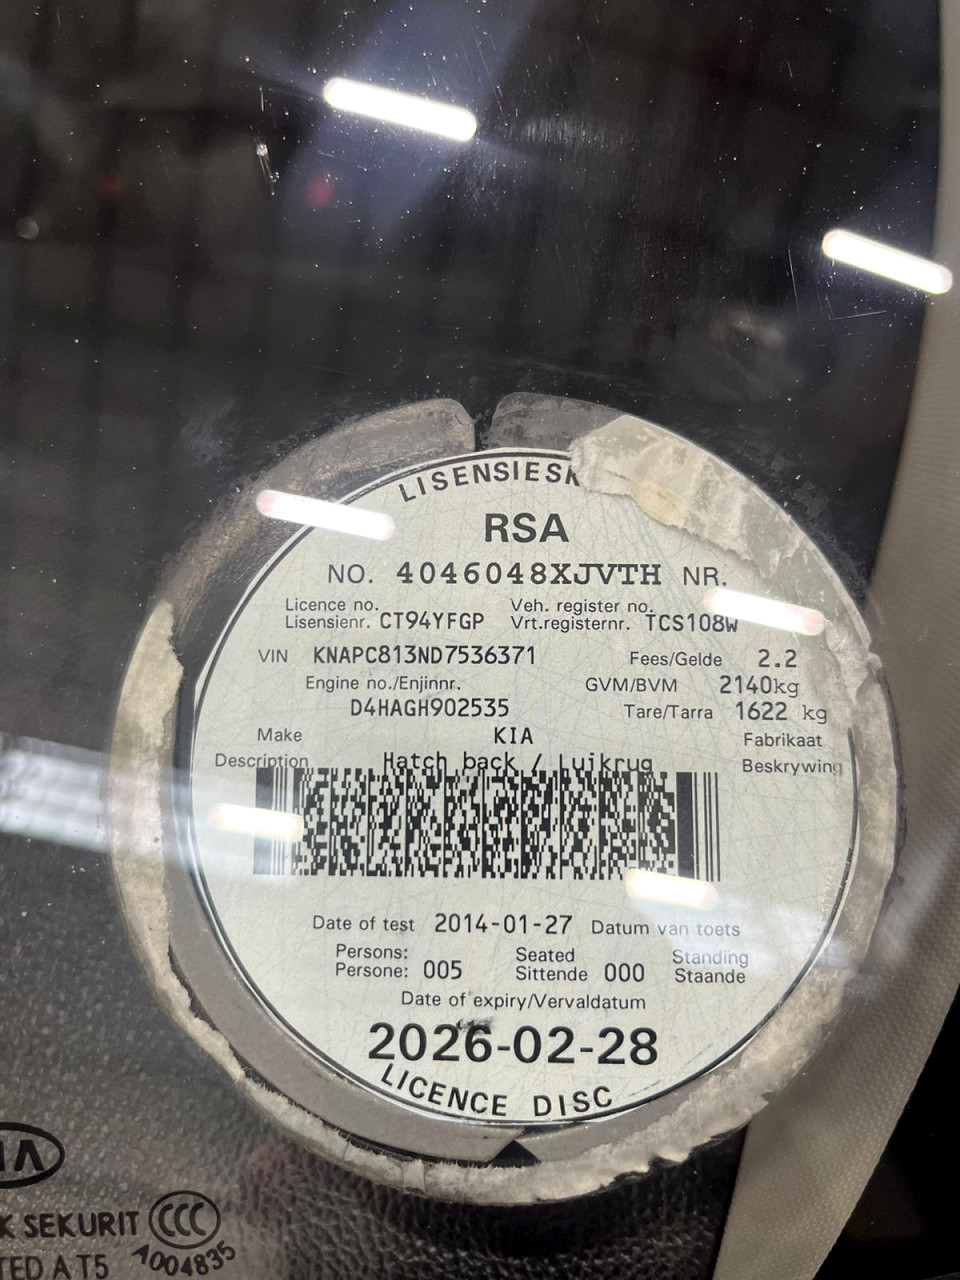 LISENSIESK
RSA
NO. 4046048XJVTH NR.
Licence no. Veh. register no.
Lisensienr. CT94YFGP Vrt.registernr. TCS108W
VIN KNAPC813ND7536371 Fees/Gelde 2.2
Engine no./Enjinnr. GVM/BVM 2140kg
D4HAGH902535 Tare/Tarra 1622 kg
Make KIA Fabrikaat
Description Hatch back / Luikrug Beskrywing
Date of test 2014-01-27 Datum van toets
Persons: Seated Standing
Persone: 005 Sittende 000 Staande
Date of expiry/Vervaldatum
2026-02-28
LICENCE DISC
KIA
K SEKURIT CCC
TED A T5 A004835